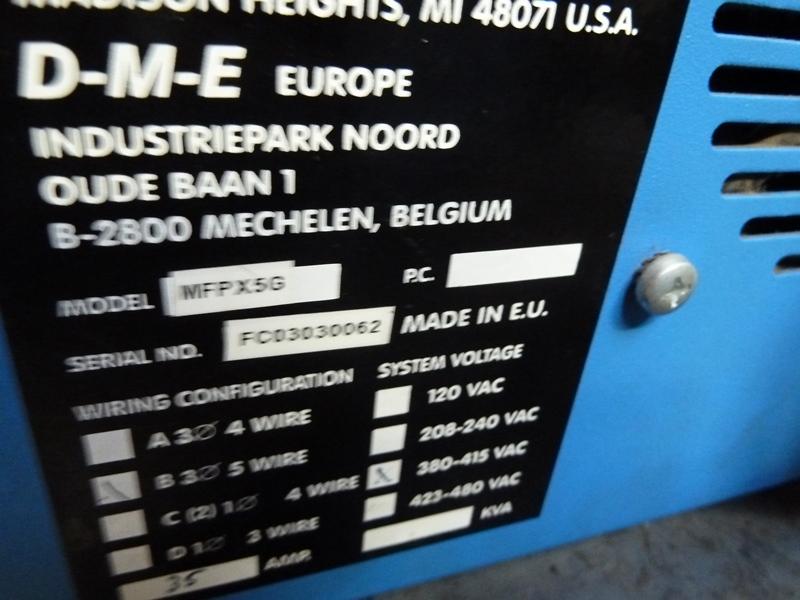 MADISON HEIGHTS, MI 48071 U.S.A.
D-M-E EUROPE
INDUSTRIEPARK NOORD
OUDE BAAN 1
B-2800 MECHELEN, BELGIUM
MODEL MFPX5G P.C.
SERIAL NO. FC03030062 MADE IN E.U.
WIRING CONFIGURATION SYSTEM VOLTAGE
A 3Ø 4 WIRE 120 VAC
B 3Ø 5 WIRE 208-240 VAC
C (2) 1Ø 4 WIRE X 380-415 VAC
D 1Ø 3 WIRE 423-480 VAC
35 AMP. KVA